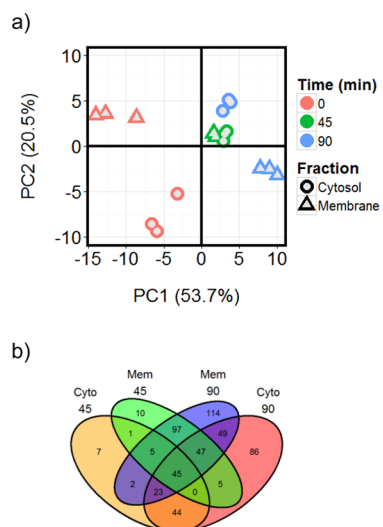 a)
PC2 (20.5%)
10
5
0
-5
-10
-15 -10 -5 0 5 10
PC1 (53.7%)
Time (min)
0
45
90
Fraction
Cytosol
Membrane
b)
Mem 45
Mem 90
Cyto 45
Cyto 90
10 114
1 97 49
7 5 47 86
45
2 23 0 5
44